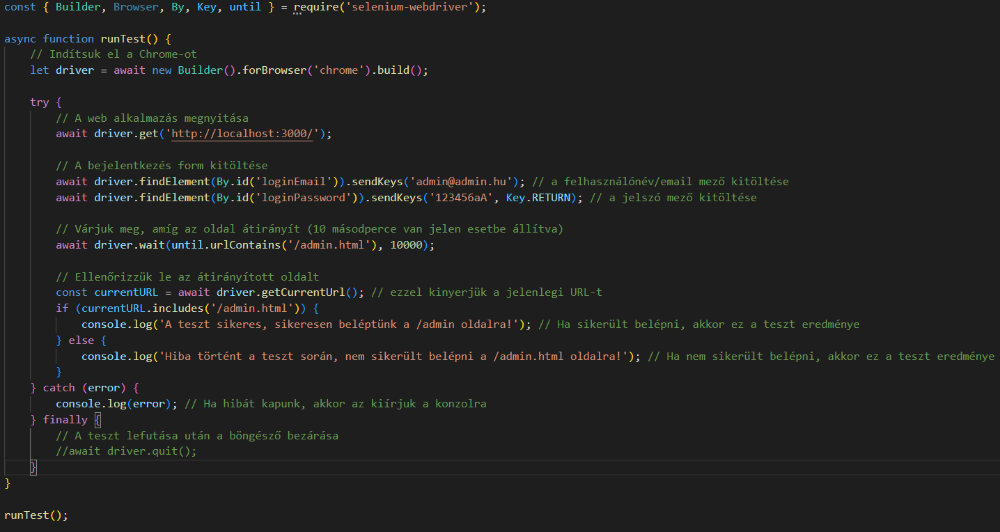 const { Builder, Browser, By, Key, until } = require('selenium-webdriver');
async function runTest() {
// Indítsuk el a Chrome-ot
let driver = await new Builder().forBrowser('chrome').build();
try {
// A web alkalmazás megnyitása
await driver.get('http://localhost:3000/');
// A bejelentkezés form kitöltése
await driver.findElement(By.id('loginEmail')).sendKeys('admin@admin.hu'); // a felhasználónév/email mező kitöltése
await driver.findElement(By.id('loginPassword')).sendKeys('123456aA', Key.RETURN); // a jelszó mező kitöltése
// Várjuk meg, amíg az oldal átirányít (10 másodperce van jelen esetbe állítva)
await driver.wait(until.urlContains('/admin.html'), 10000);
// Ellenőrizzük le az átirányított oldalt
const currentURL = await driver.getCurrentUrl(); // ezzel kinyerjük a jelenlegi URL-t
if (currentURL.includes('/admin.html')) {
console.log('A teszt sikeres, sikeresen beléptünk a /admin oldalra!'); // Ha sikerült belépni, akkor ez a teszt eredménye
} else {
console.log('Hiba történt a teszt során, nem sikerült belépni a /admin.html oldalra!'); // Ha nem sikerült belépni, akkor ez a teszt eredménye
}
} catch (error) {
console.log(error); // Ha hibát kapunk, akkor az kiírjuk a konzolra
} finally {
// A teszt lefutása után a böngésző bezárása
//await driver.quit();
}
}
runTest();